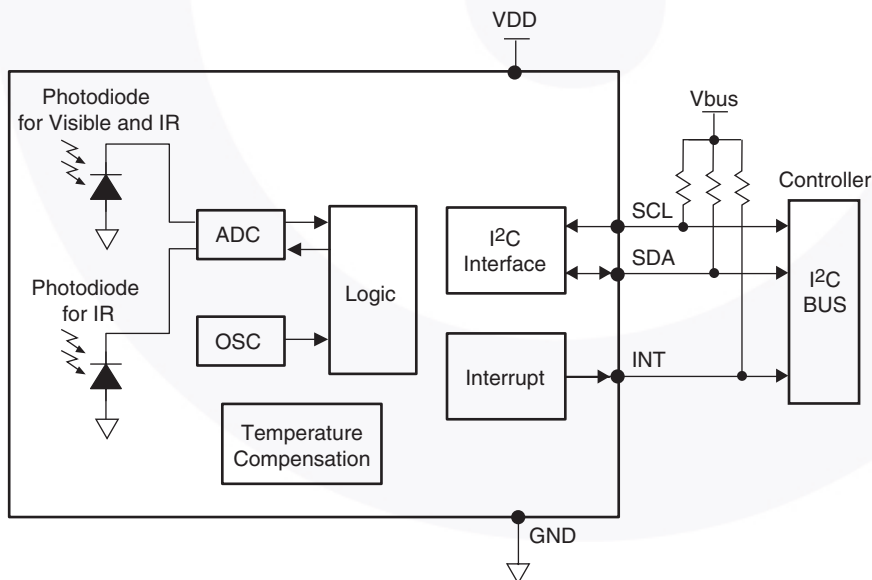 VDD
Photodiode
for Visible and IR
ADC
Photodiode
for IR
OSC
Logic
Temperature
Compensation
I²C
Interface
Interrupt
SCL
SDA
INT
GND
Vbus
Controller
I²C
BUS